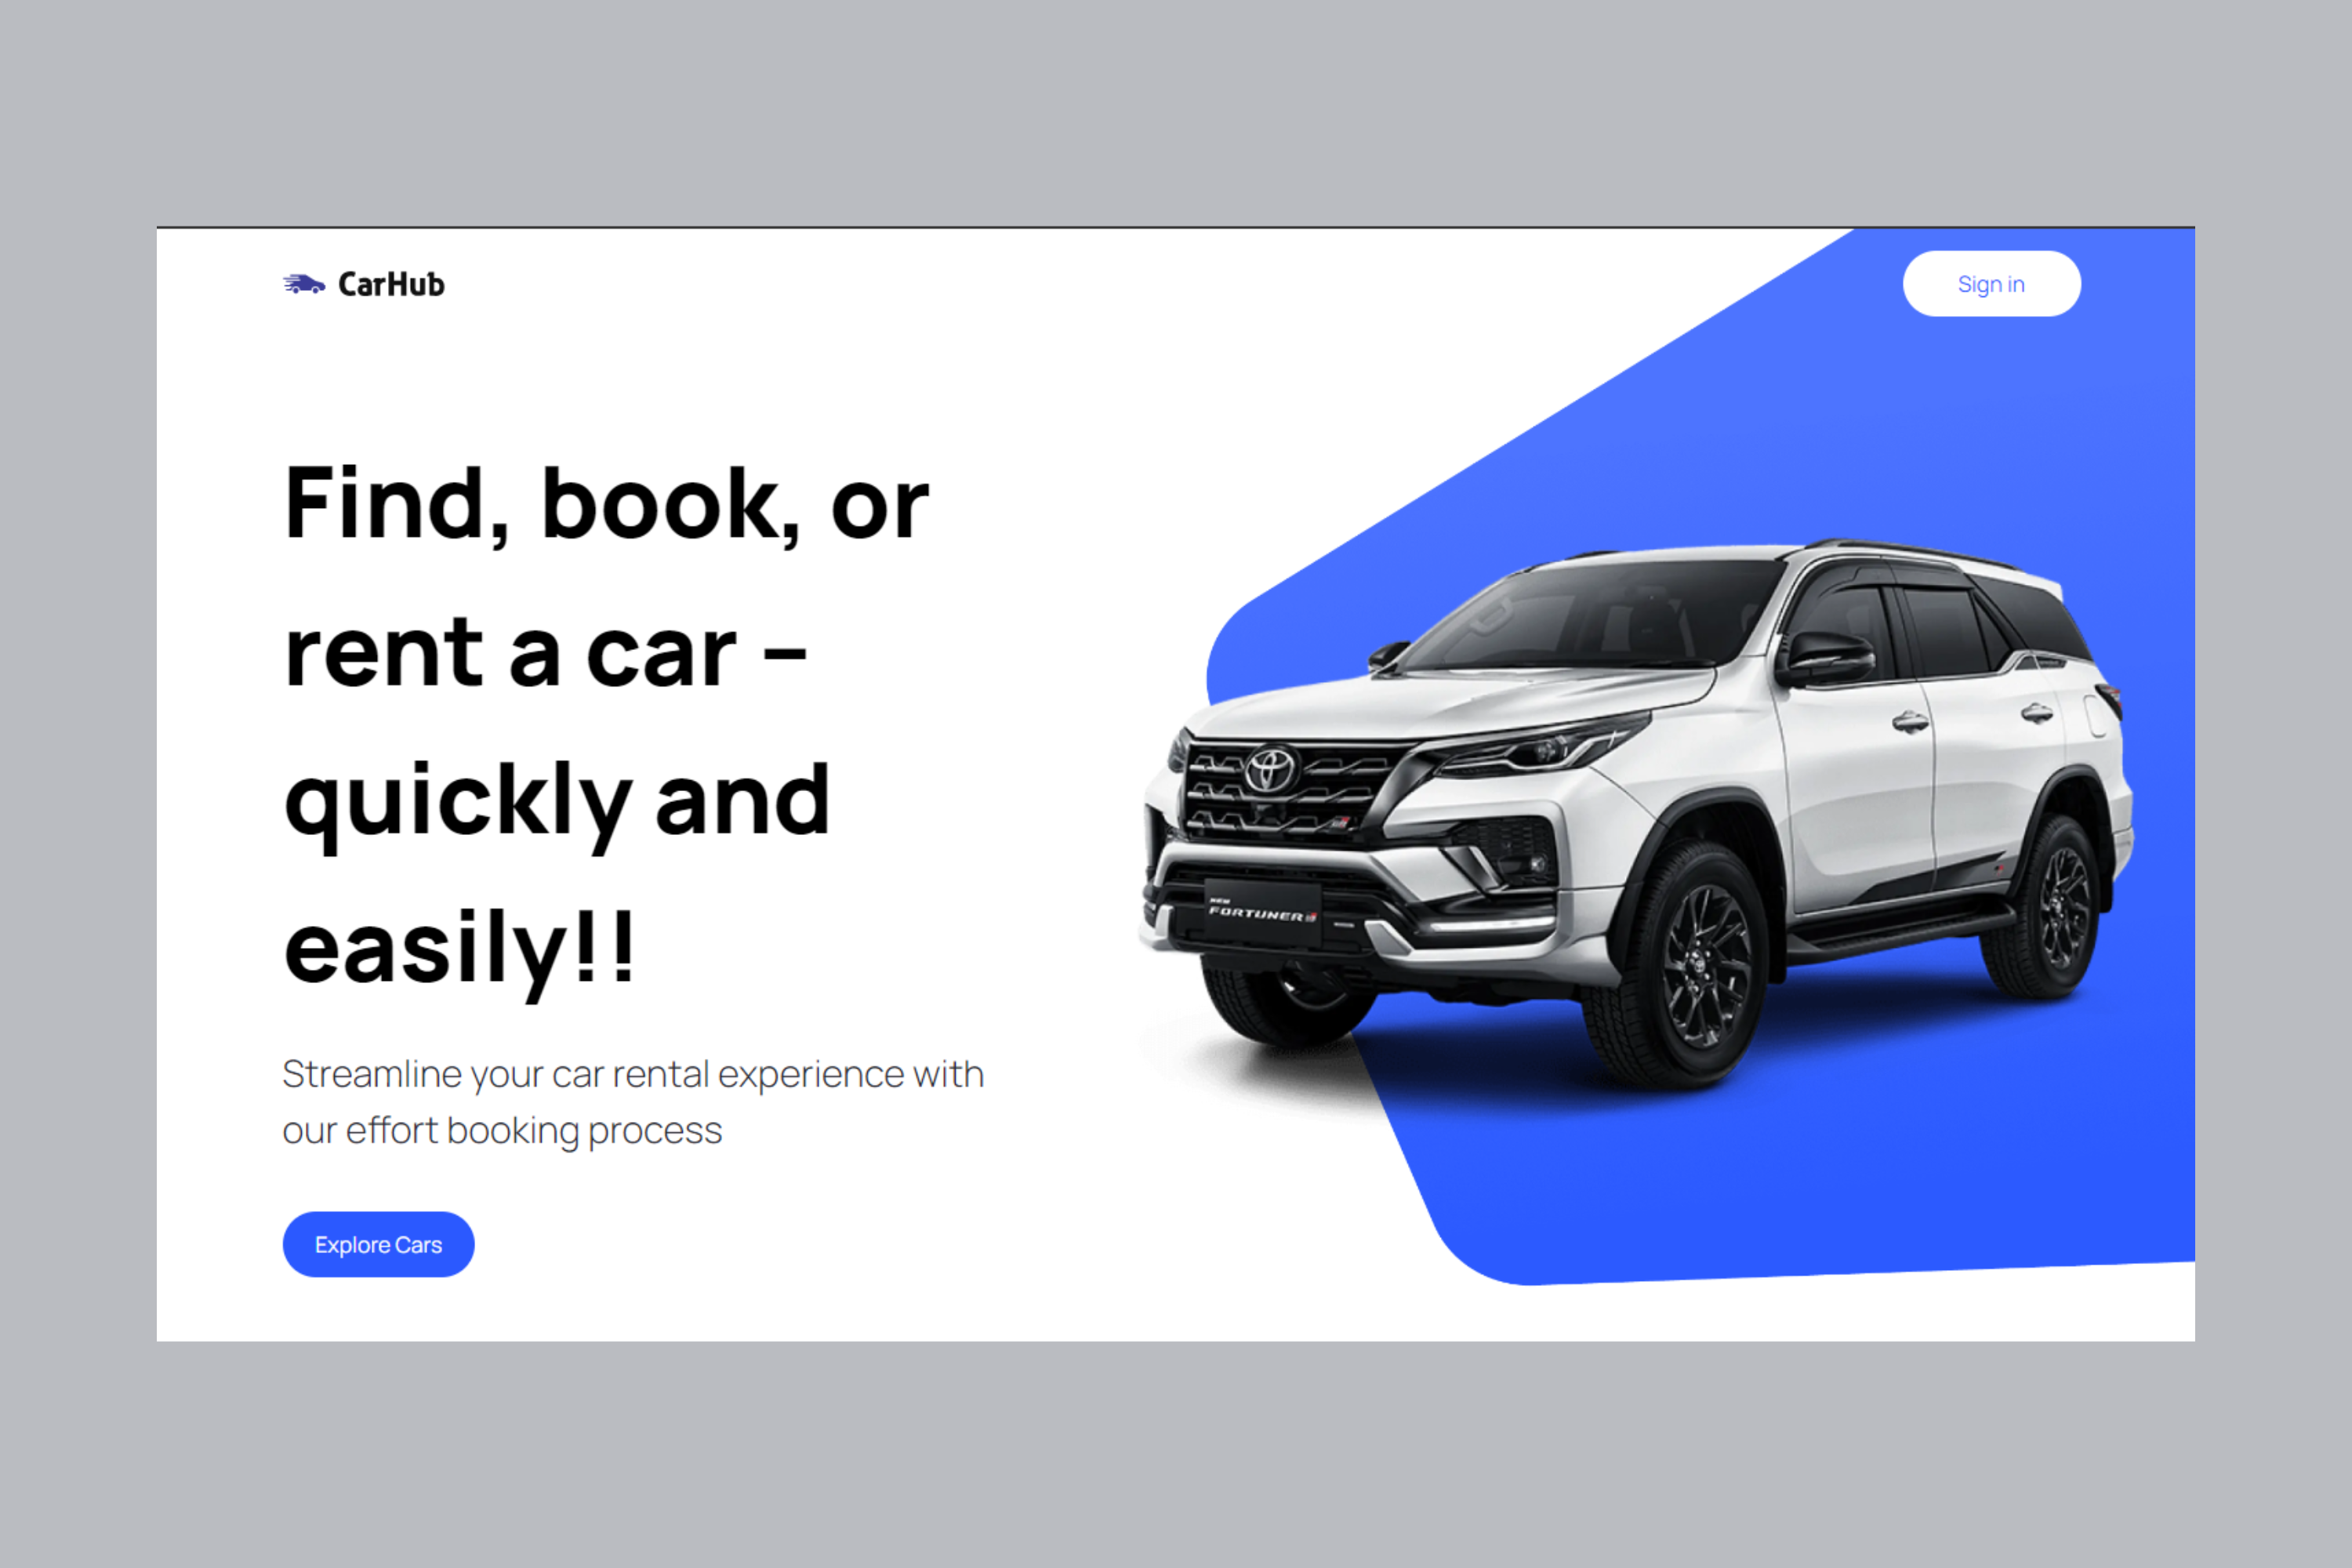 CarHub
Sign in
Find, book, or
rent a car –
quickly and
easily!!
Streamline your car rental experience with
our effort booking process
Explore Cars
NEW
FORTUNER